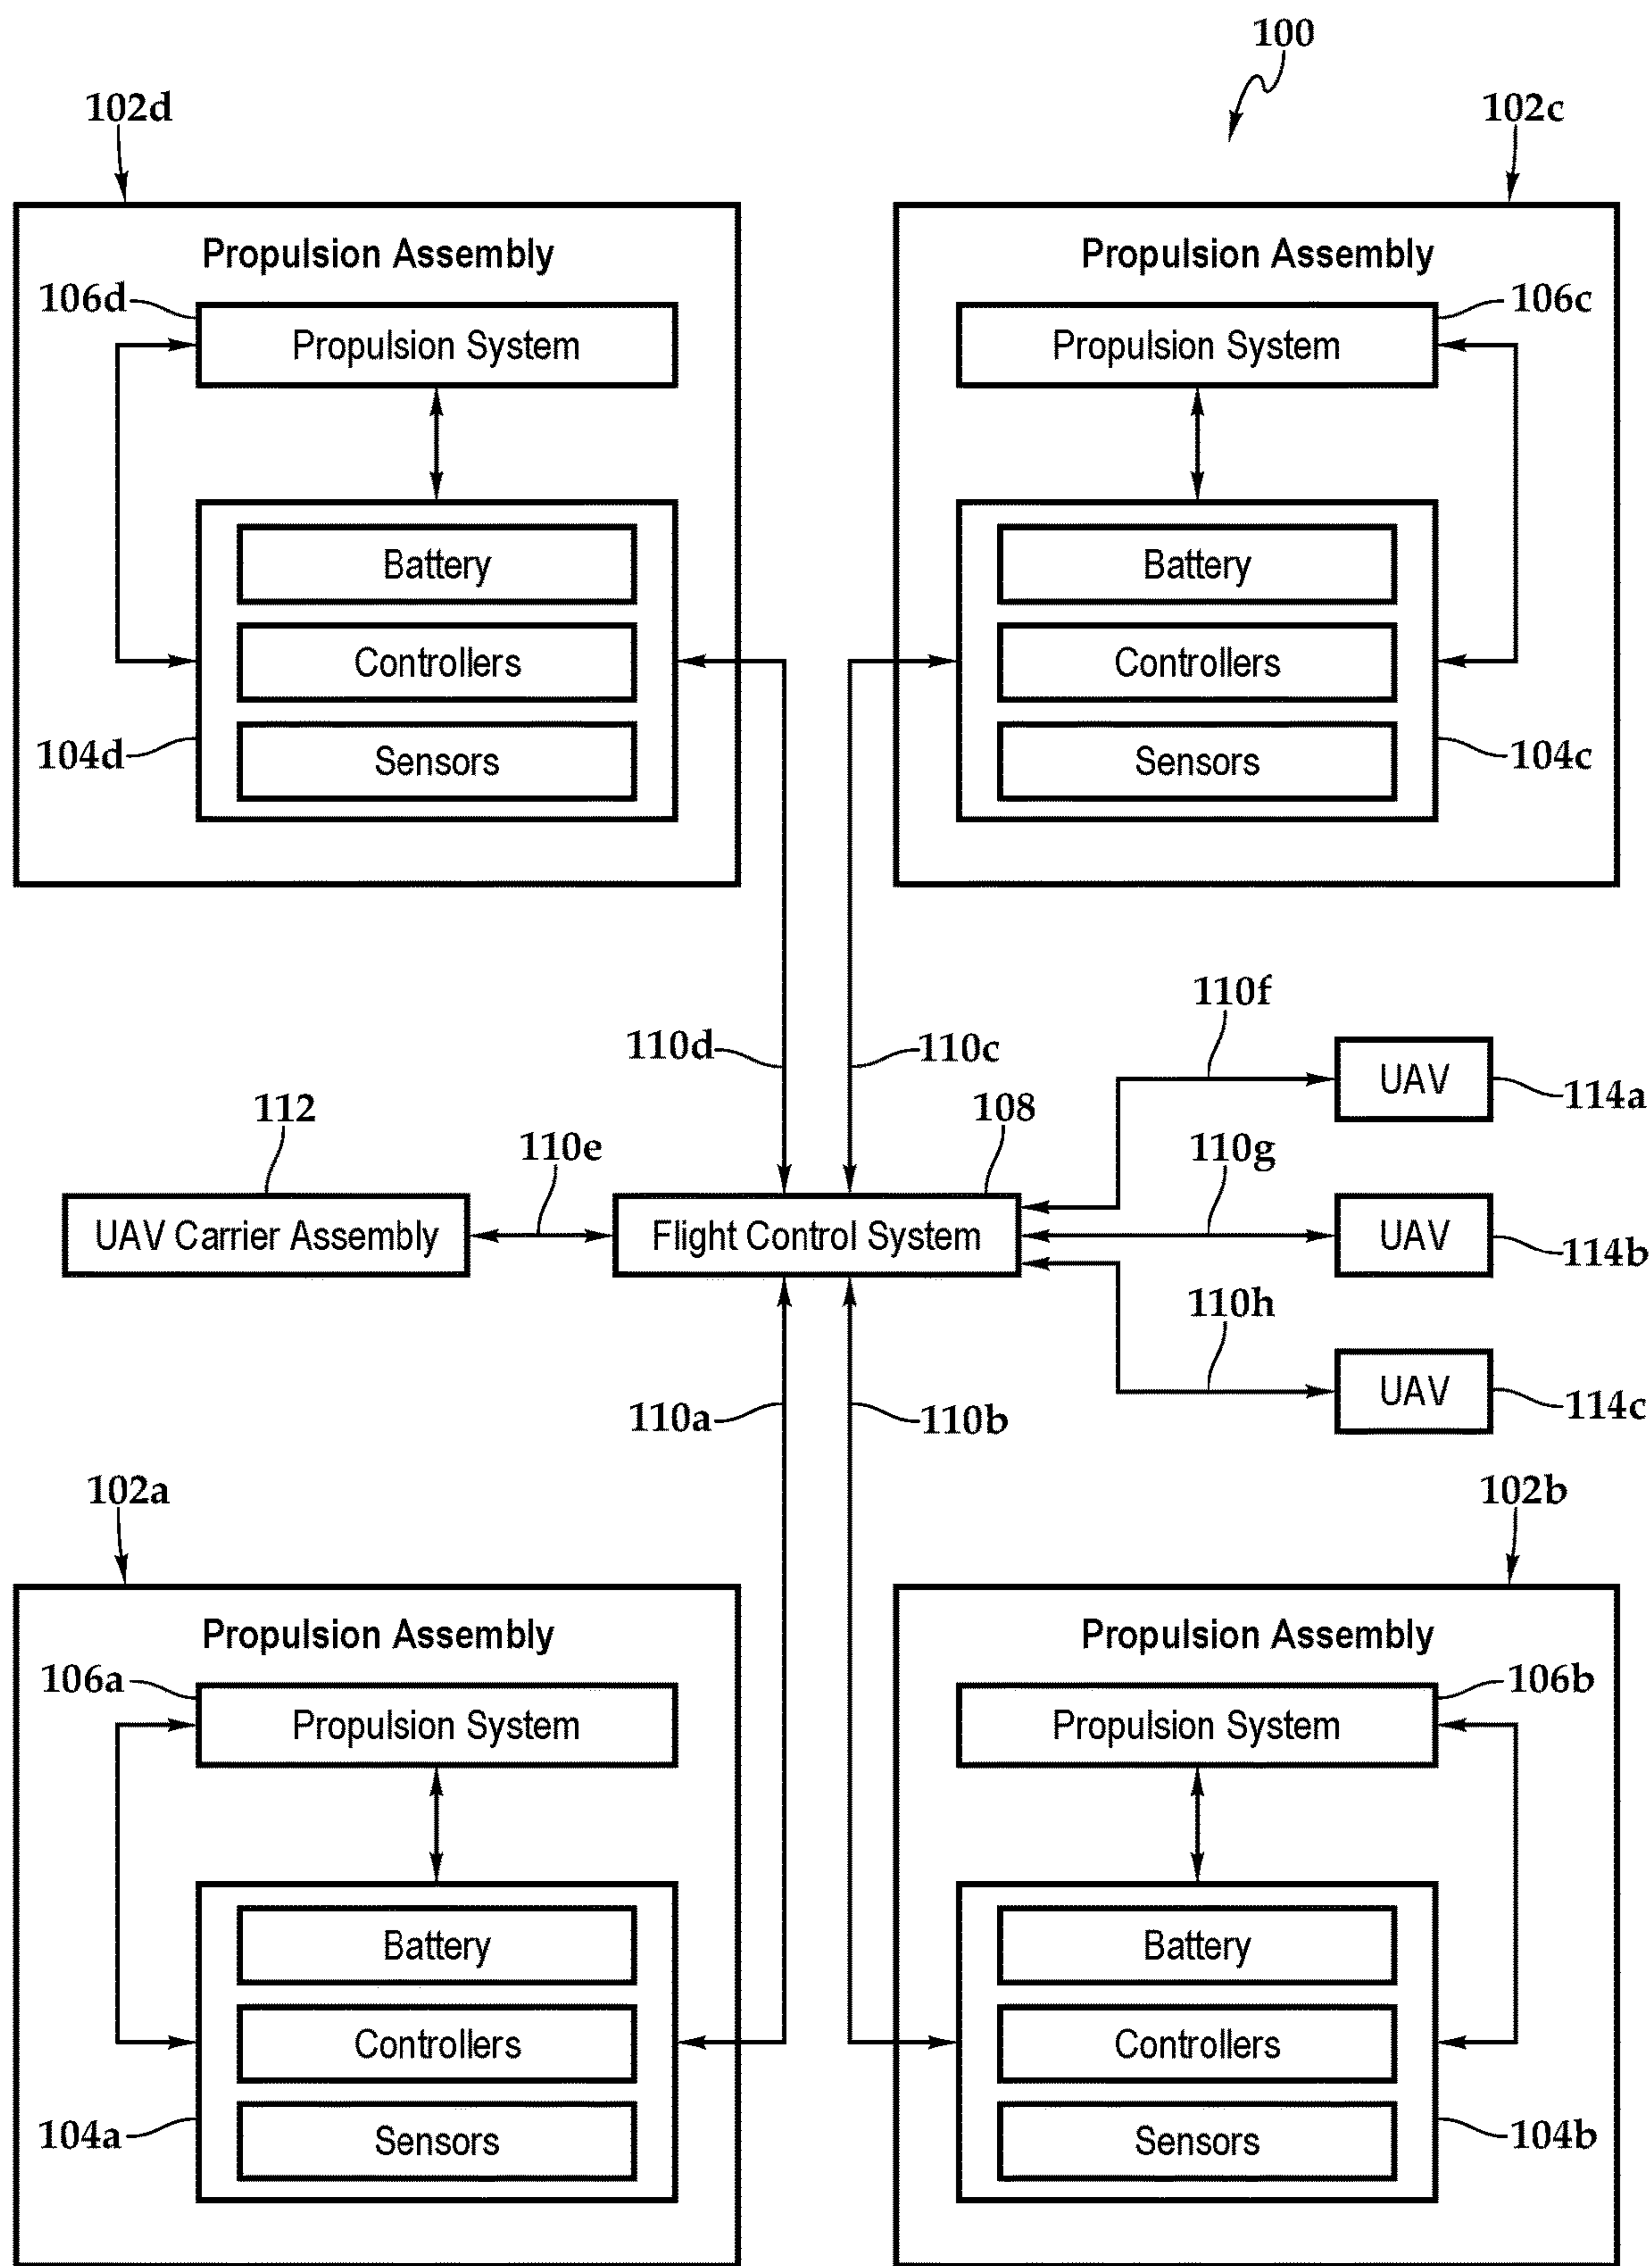 100
102d
102c
Propulsion Assembly
Propulsion Assembly
106d
Propulsion System
Propulsion System
106c
Battery
Battery
Controllers
Controllers
104d
Sensors
Sensors
104c
110d
110c
110f
UAV
114a
112
110e
108
110g
UAV Carrier Assembly
Flight Control System
UAV
114b
110h
110a
110b
UAV
114c
102a
102b
Propulsion Assembly
Propulsion Assembly
106a
Propulsion System
Propulsion System
106b
Battery
Battery
Controllers
Controllers
104a
Sensors
Sensors
104b